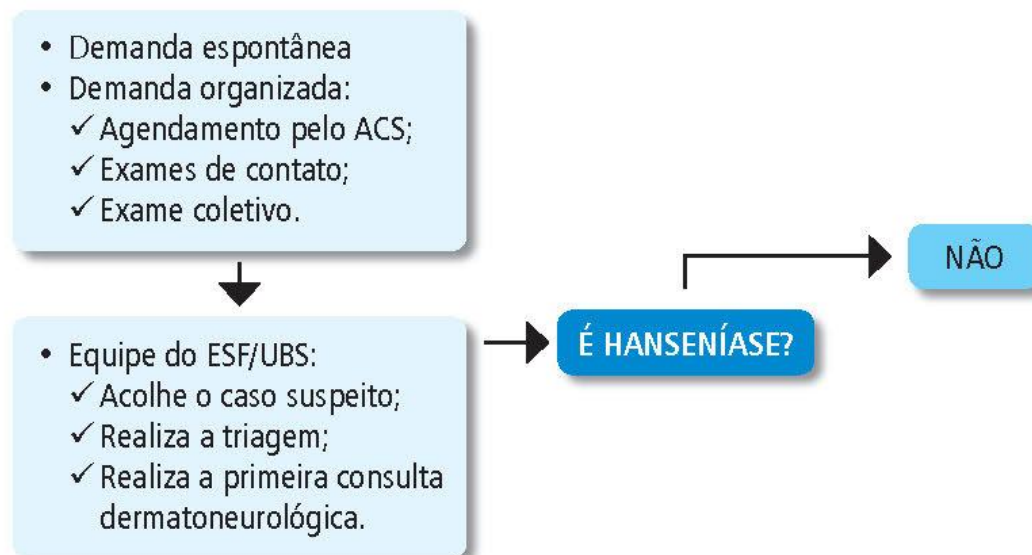 • Demanda espontânea
• Demanda organizada:
✓ Agendamento pelo ACS;
✓ Exames de contato;
✓ Exame coletivo.
• Equipe do ESF/UBS:
✓ Acolhe o caso suspeito;
✓ Realiza a triagem;
✓ Realiza a primeira consulta
dermatoneurológica.
É HANSENÍASE?
NÃO